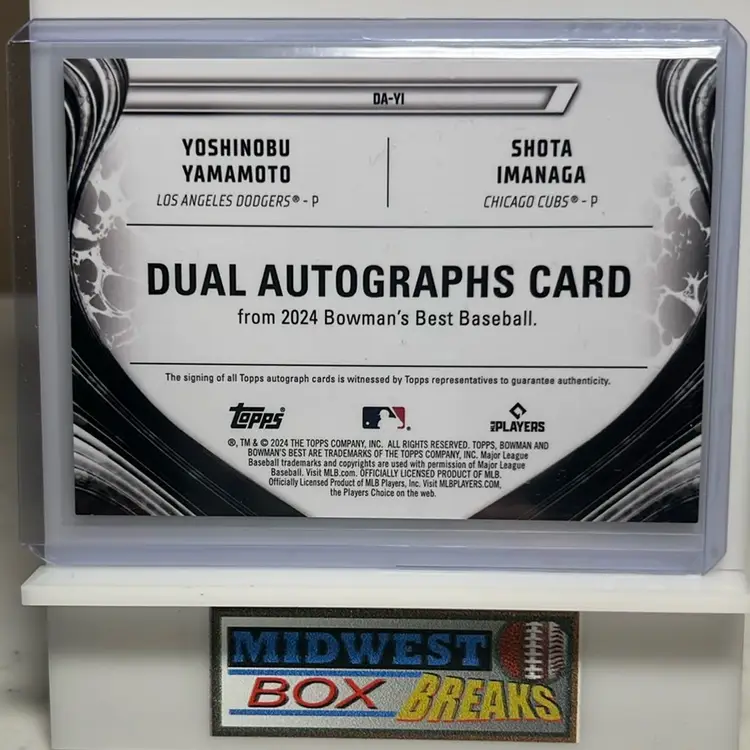 DA-YI
YOSHINOBU
YAMAMOTO
LOS ANGELES DODGERS® - P
SHOTA
IMANAGA
CHICAGO CUBS® - P
DUAL AUTOGRAPHS CARD
from 2024 Bowman's Best Baseball.
The signing of all Topps autograph cards is witnessed by Topps representatives to guarantee authenticity.
topps®
MLB PLAYERS
®, TM & © 2024 THE TOPPS COMPANY, INC. ALL RIGHTS RESERVED. TOPPS, BOWMAN AND
BOWMAN'S BEST ARE TRADEMARKS OF THE TOPPS COMPANY, INC. Major League
Baseball trademarks and copyrights are used with permission of Major League
Baseball. Visit MLB.com. OFFICIALLY LICENSED PRODUCT OF MLB.
Officially Licensed Product of MLB Players, Inc. Visit MLBPLAYERS.COM,
the Players Choice on the web.
MIDWEST
BOX BREAKS